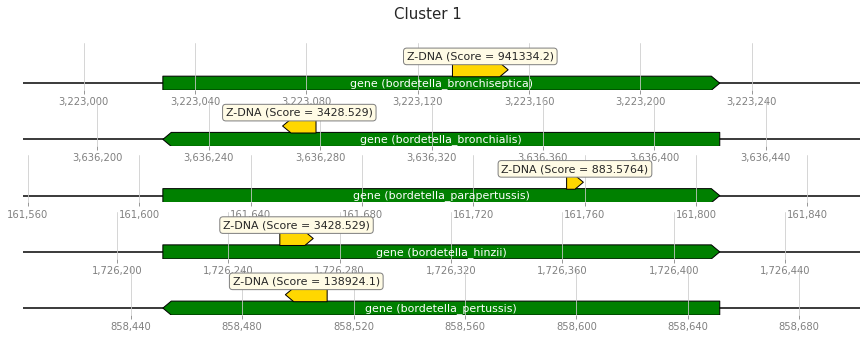 Cluster 1
Z-DNA (Score = 941334.2)
gene (bordetella_bronchiseptica)
3,223,000 3,223,040 3,223,080 3,223,120 3,223,160 3,223,200 3,223,240
Z-DNA (Score = 3428.529)
gene (bordetella_bronchialis)
3,636,200 3,636,240 3,636,280 3,636,320 3,636,360 3,636,400 3,636,440
Z-DNA (Score = 883.5764)
gene (bordetella_parapertussis)
161,560 161,600 161,640 161,680 161,720 161,760 161,800 161,840
Z-DNA (Score = 3428.529)
gene (bordetella_hinzii)
1,726,200 1,726,240 1,726,280 1,726,320 1,726,360 1,726,400 1,726,440
Z-DNA (Score = 138924.1)
gene (bordetella_pertussis)
858,440 858,480 858,520 858,560 858,600 858,640 858,680